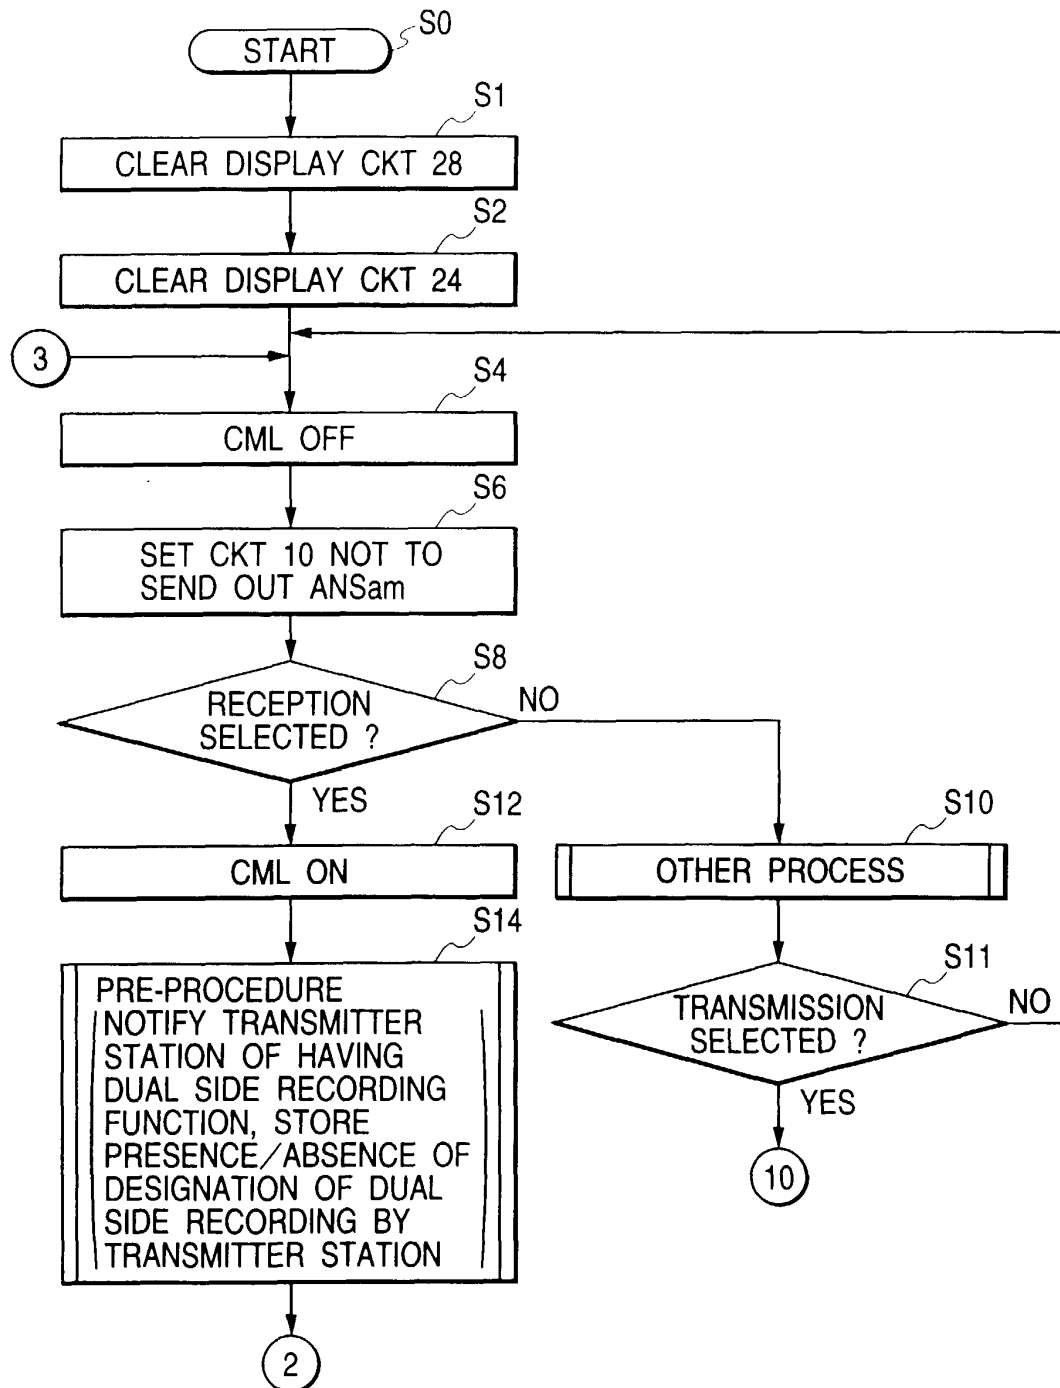 START
S0
S1
CLEAR DISPLAY CKT 28
S2
CLEAR DISPLAY CKT 24
3
S4
CML OFF
S6
SET CKT 10 NOT TO
SEND OUT ANSam
S8
RECEPTION
SELECTED ?
NO
YES
S12
CML ON
S10
OTHER PROCESS
S14
PRE-PROCEDURE
NOTIFY TRANSMITTER
STATION OF HAVING
DUAL SIDE RECORDING
FUNCTION, STORE
PRESENCE/ABSENCE OF
DESIGNATION OF DUAL
SIDE RECORDING BY
TRANSMITTER STATION
S11
TRANSMISSION
SELECTED ?
NO
YES
10
2